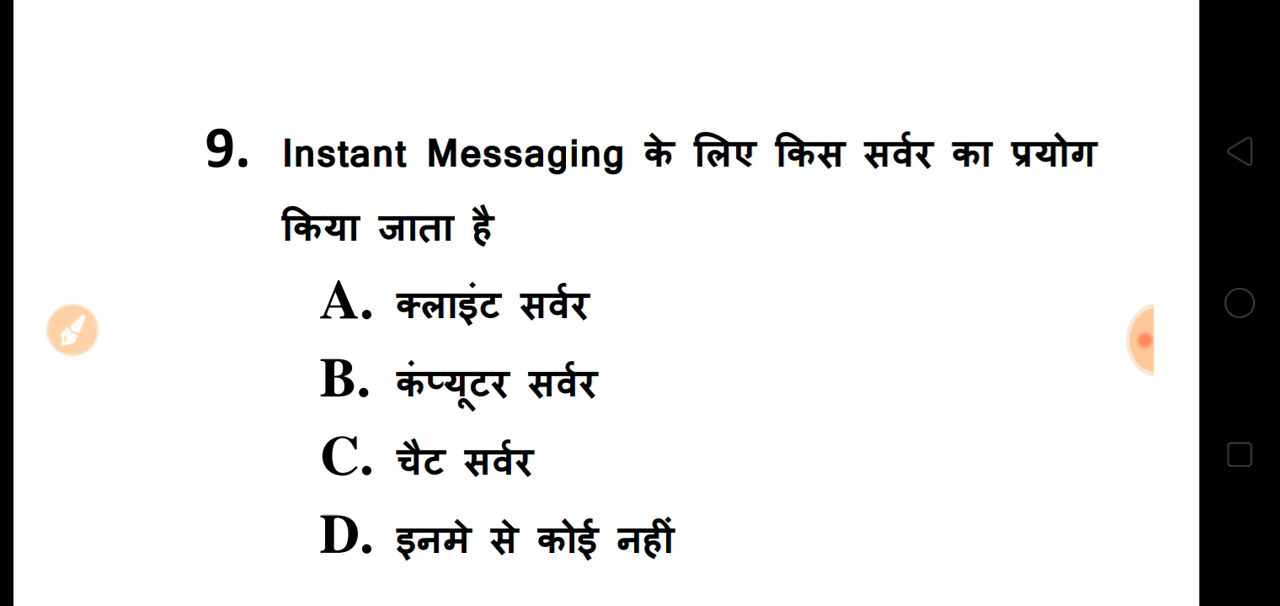 9. Instant Messaging के लिए किस सर्वर का प्रयोग
किया जाता है
A. क्लाइंट सर्वर
B. कंप्यूटर सर्वर
C. चैट सर्वर
D. इनमे से कोई नहीं